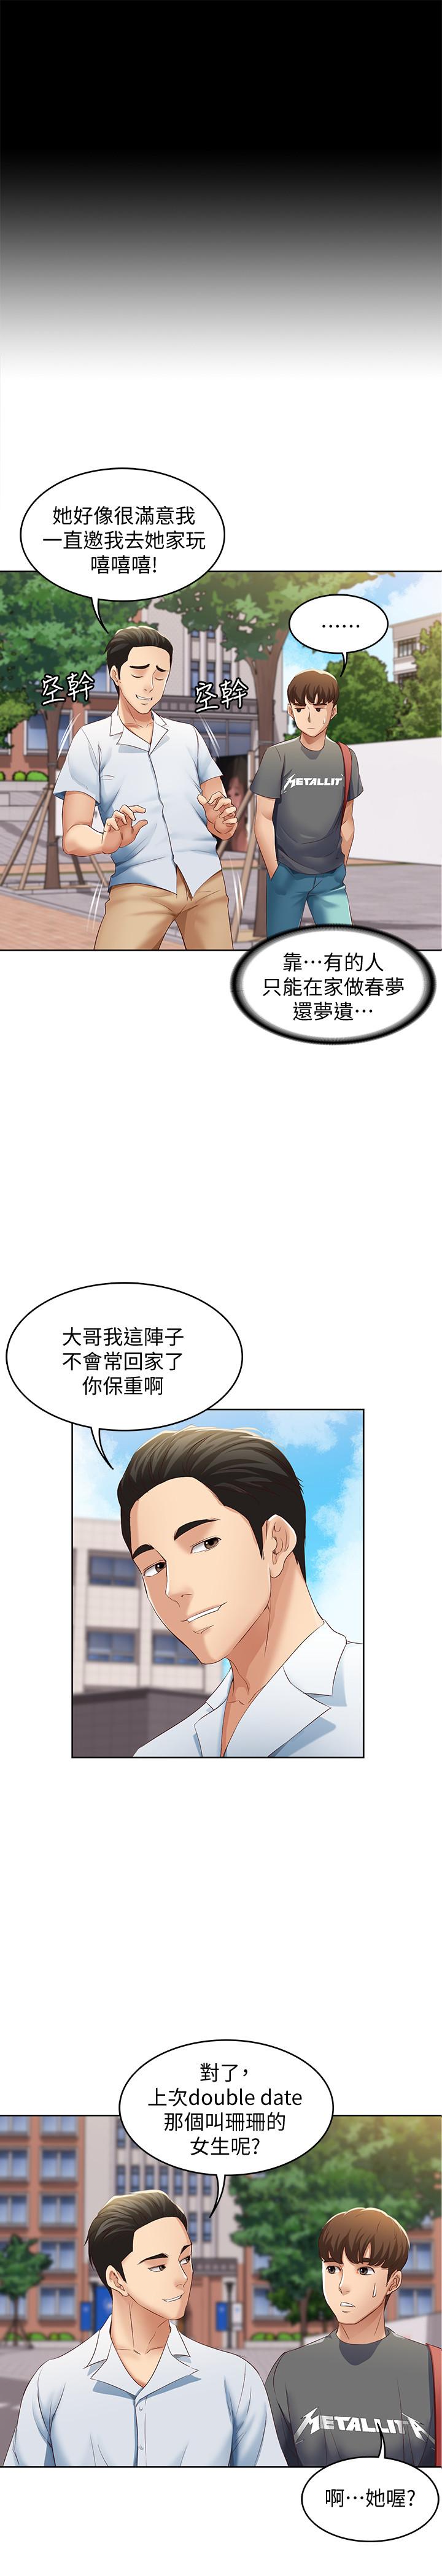 她好像很滿意我
一直邀我去她家玩
嘻嘻嘻!
……
空幹
空幹
METALLIT
靠…有的人
只能在家做春夢
還夢遺…
大哥我這陣子
不會常回家了
你保重啊
對了,
上次double date
那個叫珊珊的
女生呢?
METALLITA
啊…她喔?